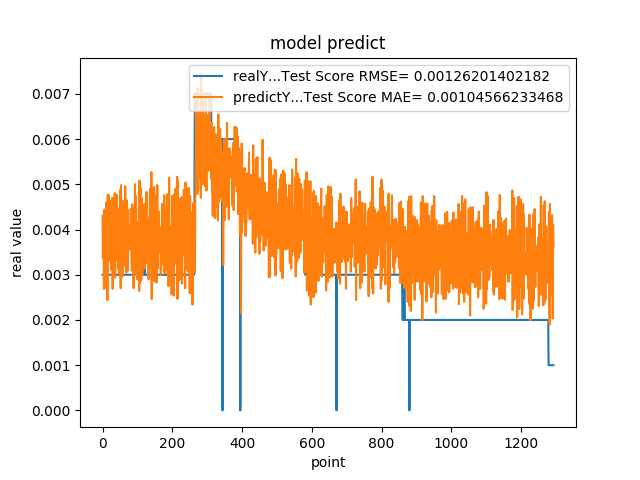 model predict
realY...Test Score RMSE= 0.00126201402182
predictY...Test Score MAE= 0.00104566233468
0.007
0.006
0.005
0.004
0.003
0.002
0.001
0.000
real value
0 200 400 600 800 1000 1200
point